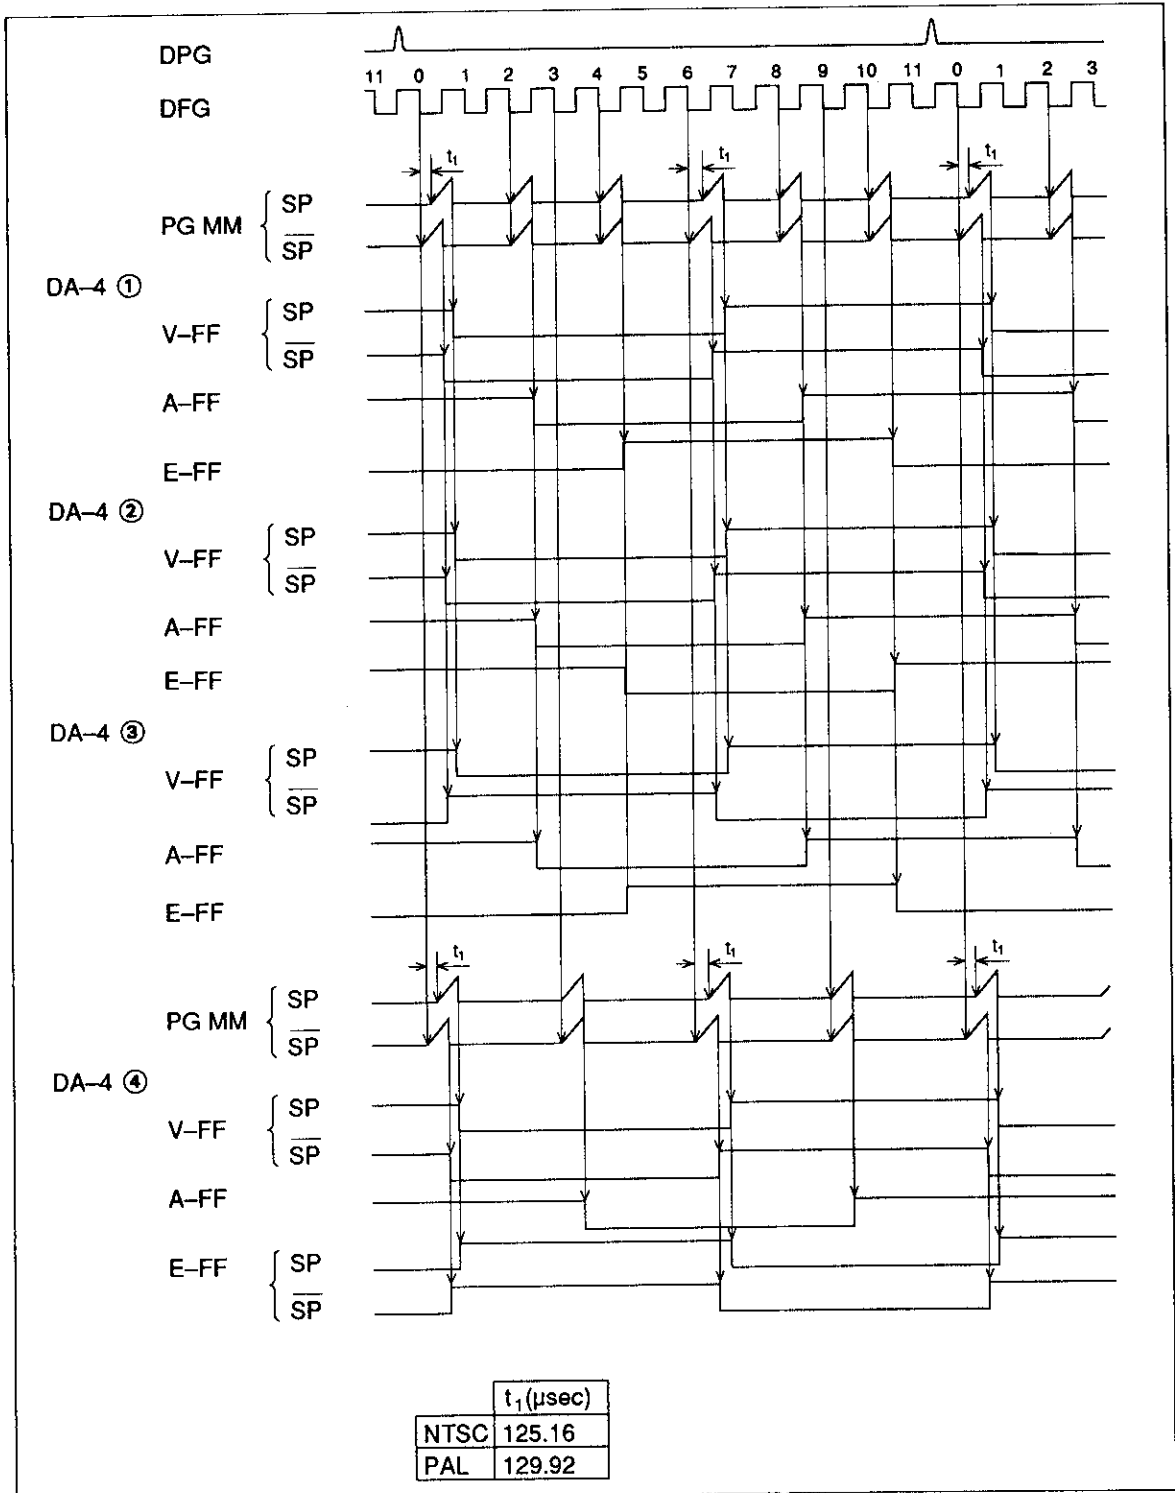 DPG
11 0 1 2 3 4 5 6 7 8 9 10 11 0 1 2 3
DFG
t1 t1 t1
PG MM { SP
SP
DA–4 ①
V–FF { SP
SP
A–FF
E–FF
DA–4 ②
V–FF { SP
SP
A–FF
E–FF
DA–4 ③
V–FF { SP
SP
A–FF
E–FF
t1 t1 t1
PG MM { SP
SP
DA–4 ④
V–FF { SP
SP
A–FF
E–FF { SP
SP
t1(µsec)
NTSC 125.16
PAL 129.92